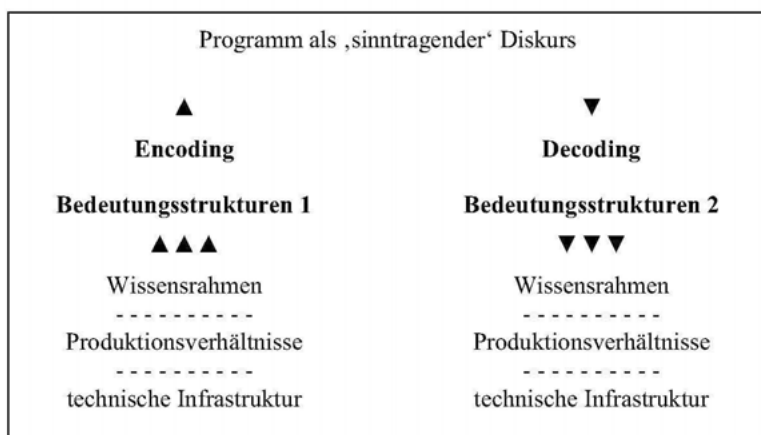 Programm als ‚sinntragender‘ Diskurs
▲ ▼
Encoding Decoding
Bedeutungsstrukturen 1 Bedeutungsstrukturen 2
▲▲▲ ▼▼▼
Wissensrahmen Wissensrahmen
- - - - - - - - - - - - - - - - - - - -
Produktionsverhältnisse Produktionsverhältnisse
- - - - - - - - - - - - - - - - - - - -
technische Infrastruktur technische Infrastruktur